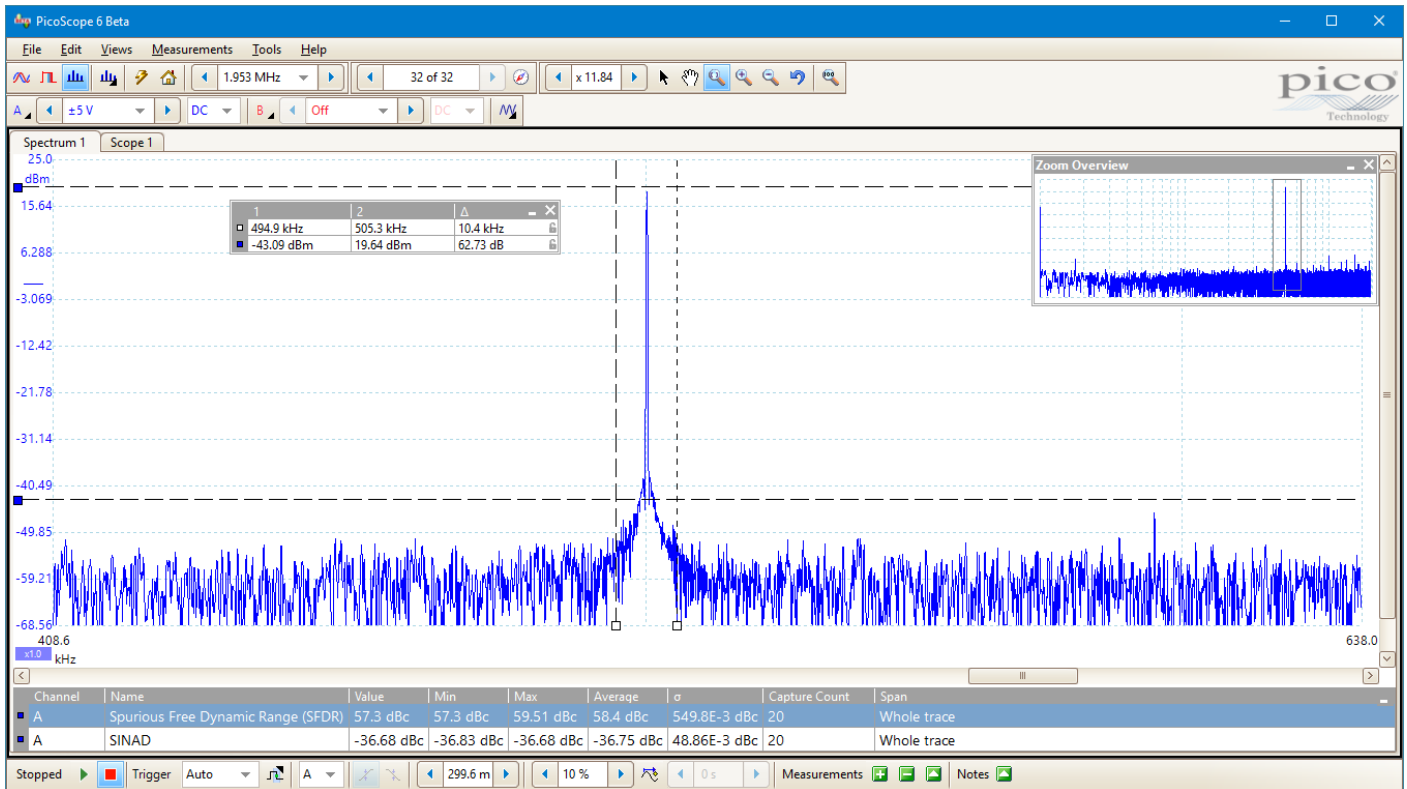 PicoScope 6 Beta
File Edit Views Measurements Tools Help
1.953 MHz 32 of 32 x 11.84
pico
Technology
A ±5 V DC B Off DC
Spectrum 1 Scope 1
Zoom Overview
25.0
dBm
15.64
1 2 Δ
494.9 kHz 505.3 kHz 10.4 kHz
-43.09 dBm 19.64 dBm 62.73 dB
6.288
-3.069
-12.42
-21.78
-31.14
-40.49
-49.85
-59.21
-68.56
408.6 638.0
x1.0 kHz
Channel Name Value Min Max Average σ Capture Count Span
A Spurious Free Dynamic Range (SFDR) 57.3 dBc 57.3 dBc 59.51 dBc 58.4 dBc 549.8E-3 dBc 20 Whole trace
A SINAD -36.68 dBc -36.83 dBc -36.68 dBc -36.75 dBc 48.86E-3 dBc 20 Whole trace
Stopped Trigger Auto A 299.6 m 10 % 0 s Measurements Notes